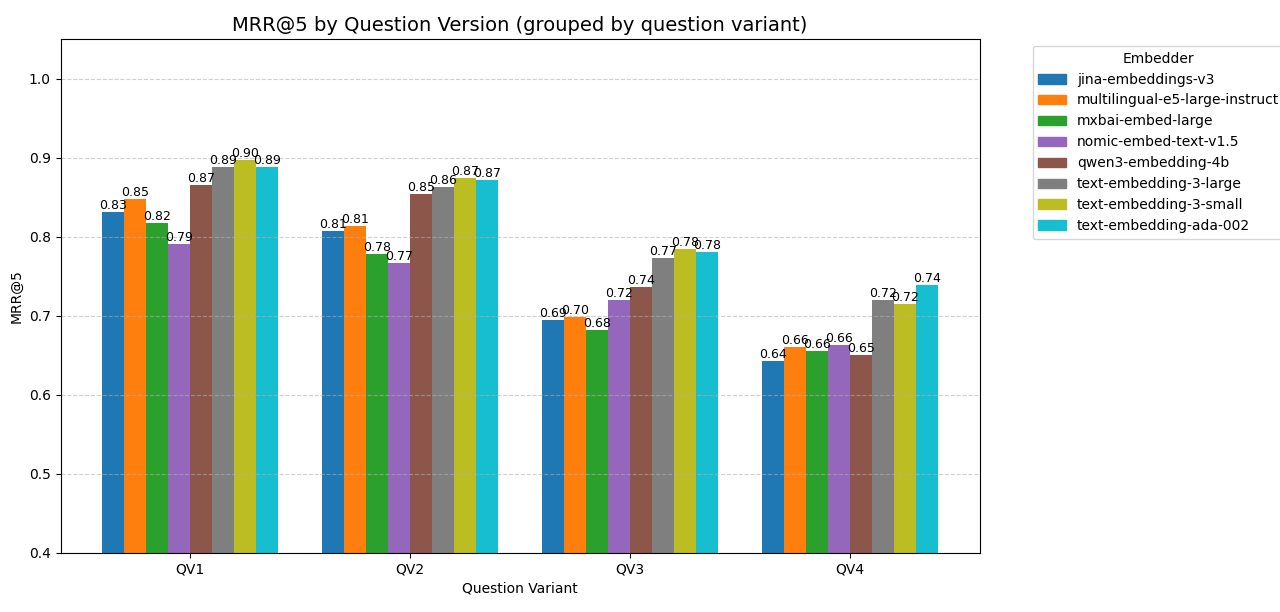 MRR@5 by Question Version (grouped by question variant)
MRR@5
1.0
0.9
0.8
0.7
0.6
0.5
0.4
0.83 0.85 0.82 0.79 0.87 0.89 0.90 0.89
0.81 0.81 0.78 0.77 0.85 0.86 0.87 0.87
0.69 0.70 0.68 0.72 0.74 0.77 0.78 0.78
0.64 0.66 0.66 0.66 0.65 0.72 0.72 0.74
QV1 QV2 QV3 QV4
Question Variant
Embedder
jina-embeddings-v3
multilingual-e5-large-instruct
mxbai-embed-large
nomic-embed-text-v1.5
qwen3-embedding-4b
text-embedding-3-large
text-embedding-3-small
text-embedding-ada-002